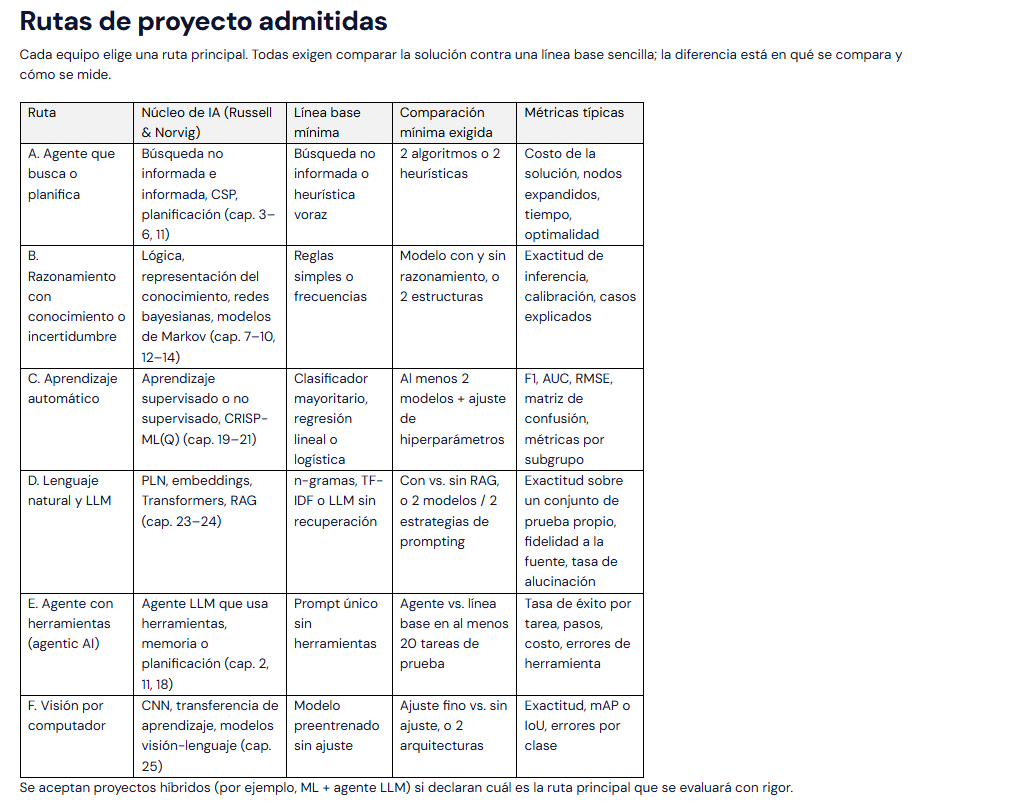 Rutas de proyecto admitidas
Cada equipo elige una ruta principal. Todas exigen comparar la solución contra una línea base sencilla; la diferencia está en qué se compara y
cómo se mide.
Ruta
Núcleo de IA (Russell
& Norvig)
Línea base
mínima
Comparación
mínima exigida
Métricas típicas
A. Agente que
busca o
planifica
Búsqueda no
informada e
informada, CSP,
planificación (cap. 3–
6, 11)
Búsqueda no
informada o
heurística
voraz
2 algoritmos o 2
heurísticas
Costo de la
solución, nodos
expandidos,
tiempo,
optimalidad
B.
Razonamiento
con
conocimiento o
incertidumbre
Lógica,
representación del
conocimiento, redes
bayesianas, modelos
de Markov (cap. 7–10,
12–14)
Reglas
simples o
frecuencias
Modelo con y sin
razonamiento, o
2 estructuras
Exactitud de
inferencia,
calibración, casos
explicados
C. Aprendizaje
automático
Aprendizaje
supervisado o no
supervisado, CRISP-
ML(Q) (cap. 19–21)
Clasificador
mayoritario,
regresión
lineal o
logística
Al menos 2
modelos + ajuste
de
hiperparámetros
F1, AUC, RMSE,
matriz de
confusión,
métricas por
subgrupo
D. Lenguaje
natural y LLM
PLN, embeddings,
Transformers, RAG
(cap. 23–24)
n-gramas, TF-
IDF o LLM sin
recuperación
Con vs. sin RAG,
o 2 modelos / 2
estrategias de
prompting
Exactitud sobre
un conjunto de
prueba propio,
fidelidad a la
fuente, tasa de
alucinación
E. Agente con
herramientas
(agentic AI)
Agente LLM que usa
herramientas,
memoria o
planificación (cap. 2,
11, 18)
Prompt único
sin
herramientas
Agente vs. línea
base en al menos
20 tareas de
prueba
Tasa de éxito por
tarea, pasos,
costo, errores de
herramienta
F. Visión por
computador
CNN, transferencia de
aprendizaje, modelos
visión-lenguaje (cap.
25)
Modelo
preentrenado
sin ajuste
Ajuste fino vs. sin
ajuste, o 2
arquitecturas
Exactitud, mAP o
IoU, errores por
clase
Se aceptan proyectos híbridos (por ejemplo, ML + agente LLM) si declaran cuál es la ruta principal que se evaluará con rigor.